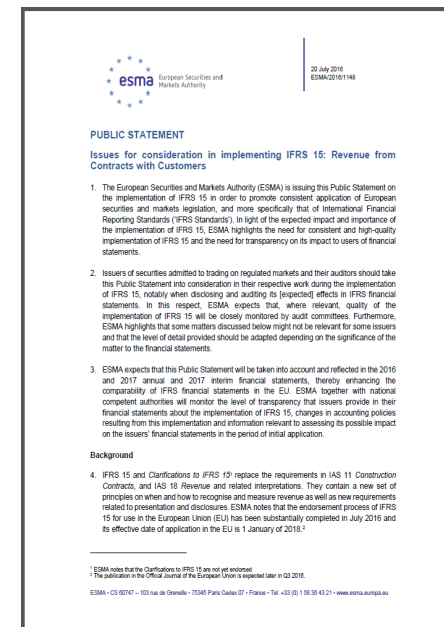 20 July 2016
ESMA/2016/1148
esma European Securities and
Markets Authority
PUBLIC STATEMENT
Issues for consideration in implementing IFRS 15: Revenue from
Contracts with Customers
1. The European Securities and Markets Authority (ESMA) is issuing this Public Statement on
the implementation of IFRS 15 in order to promote consistent application of European
securities and markets legislation, and more specifically that of International Financial
Reporting Standards ('IFRS Standards'). In light of the expected impact and importance of
the implementation of IFRS 15, ESMA highlights the need for consistent and high-quality
implementation of IFRS 15 and the need for transparency on its impact to users of financial
statements.
2. Issuers of securities admitted to trading on regulated markets and their auditors should take
this Public Statement into consideration in their respective work during the implementation
of IFRS 15, notably when disclosing and auditing its [expected] effects in IFRS financial
statements. In this respect, ESMA expects that, where relevant, quality of the
implementation of IFRS 15 will be closely monitored by audit committees. Furthermore,
ESMA highlights that some matters discussed below might not be relevant for some issuers
and that the level of detail provided should be adapted depending on the significance of the
matter to the financial statements.
3. ESMA expects that this Public Statement will be taken into account and reflected in the 2016
and 2017 annual and 2017 interim financial statements, thereby enhancing the
comparability of IFRS financial statements in the EU. ESMA together with national
competent authorities will monitor the level of transparency that issuers provide in their
financial statements about the implementation of IFRS 15, changes in accounting policies
resulting from this implementation and information relevant to assessing its possible impact
on the issuers' financial statements in the period of initial application.
Background
4. IFRS 15 and Clarifications to IFRS 15¹ replace the requirements in IAS 11 Construction
Contracts, and IAS 18 Revenue and related interpretations. They contain a new set of
principles on when and how to recognise and measure revenue as well as new requirements
related to presentation and disclosures. ESMA notes that the endorsement process of IFRS
15 for use in the European Union (EU) has been substantially completed in July 2016 and
its effective date of application in the EU is 1 January of 2018.²
¹ ESMA notes that the Clarifications to IFRS 15 are not yet endorsed
² The publication in the Official Journal of the European Union is expected later in Q3 2016.
ESMA • CS 60747 – 103 rue de Grenelle • 75345 Paris Cedex 07 • France • Tel. +33 (0) 1 58 36 43 21 • www.esma.europa.eu